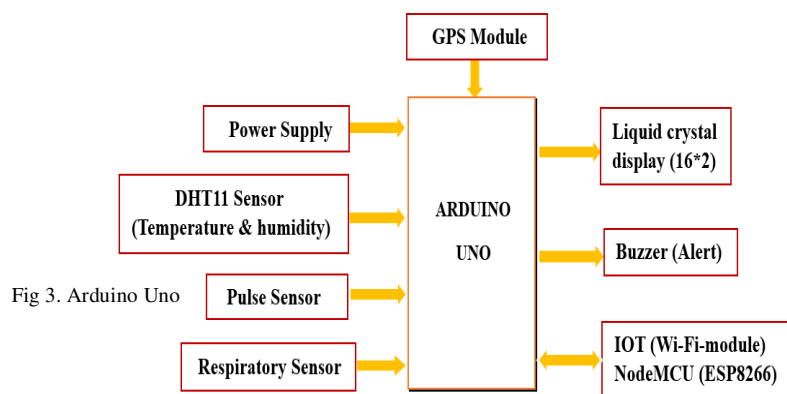 GPS Module
Power Supply
Liquid crystal
display (16*2)
DHT11 Sensor
(Temperature & humidity)
ARDUINO
UNO
Buzzer (Alert)
Fig 3. Arduino Uno
Pulse Sensor
Respiratory Sensor
IOT (Wi-Fi-module)
NodeMCU (ESP8266)